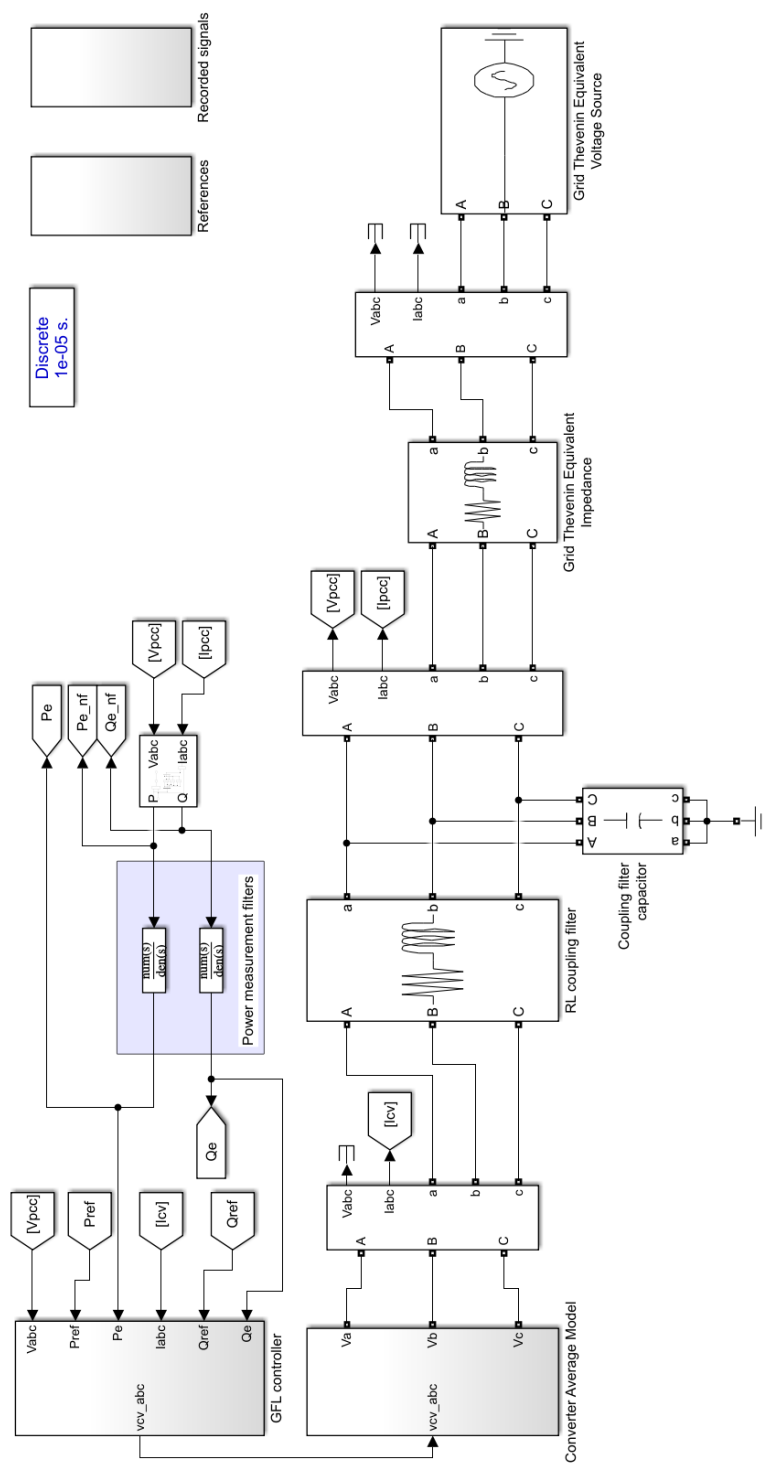 [Vpcc]
Pref
[Icv]
Qref
Vabc
Pref
Pe
Iabc
Qref
Qe
vcv_abc
GFL controller
Pe
Pe_nf
Qe_nf
Qe
num(s)
den(s)
num(s)
den(s)
Power measurement filters
P
Q
Vabc
Iabc
[Vpcc]
[Ipcc]
Discrete
1e-05 s.
References
Recorded signals
vcv_abc
Va
Vb
Vc
Converter Average Model
A
B
C
Vabc
Iabc
a
b
c
[Icv]
A
B
C
a
b
c
RL coupling filter
A
B
C
a
b
c
Coupling filter
capacitor
A
B
C
Vabc
Iabc
a
b
c
[Vpcc]
[Ipcc]
A
B
C
a
b
c
Grid Thevenin Equivalent
Impedance
A
B
C
Vabc
Iabc
a
b
c
A
B
C
Grid Thevenin Equivalent
Voltage Source